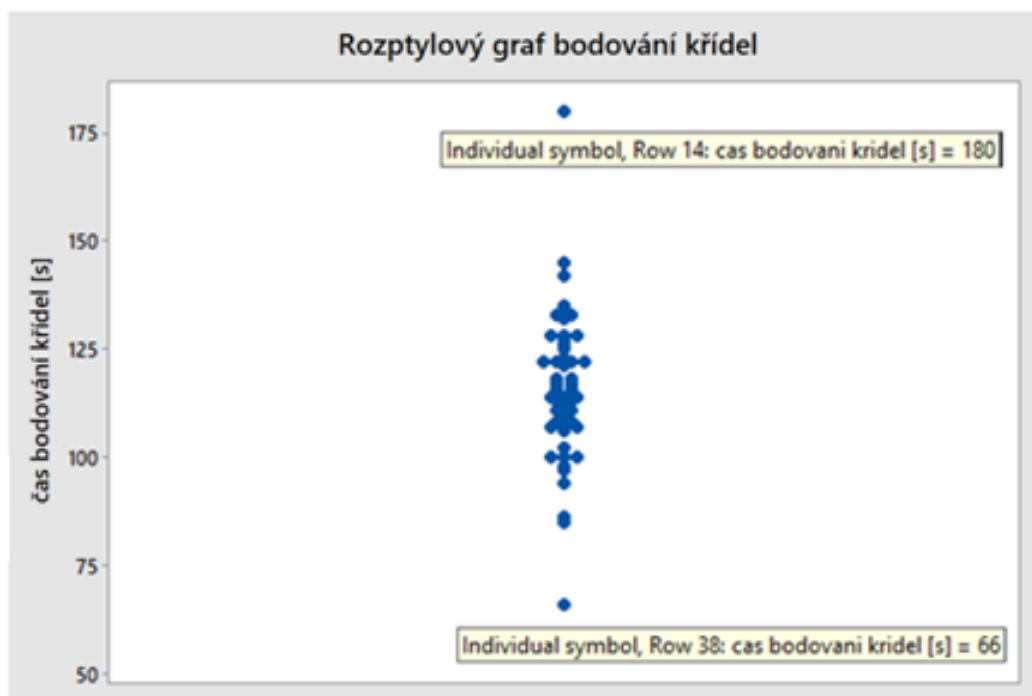 Rozptylový graf bodování křídel
175
Individual symbol, Row 14: cas bodovani kridel [s] = 180
150
125
100
75
50
čas bodování křídel [s]
Individual symbol, Row 38: cas bodovani kridel [s] = 66